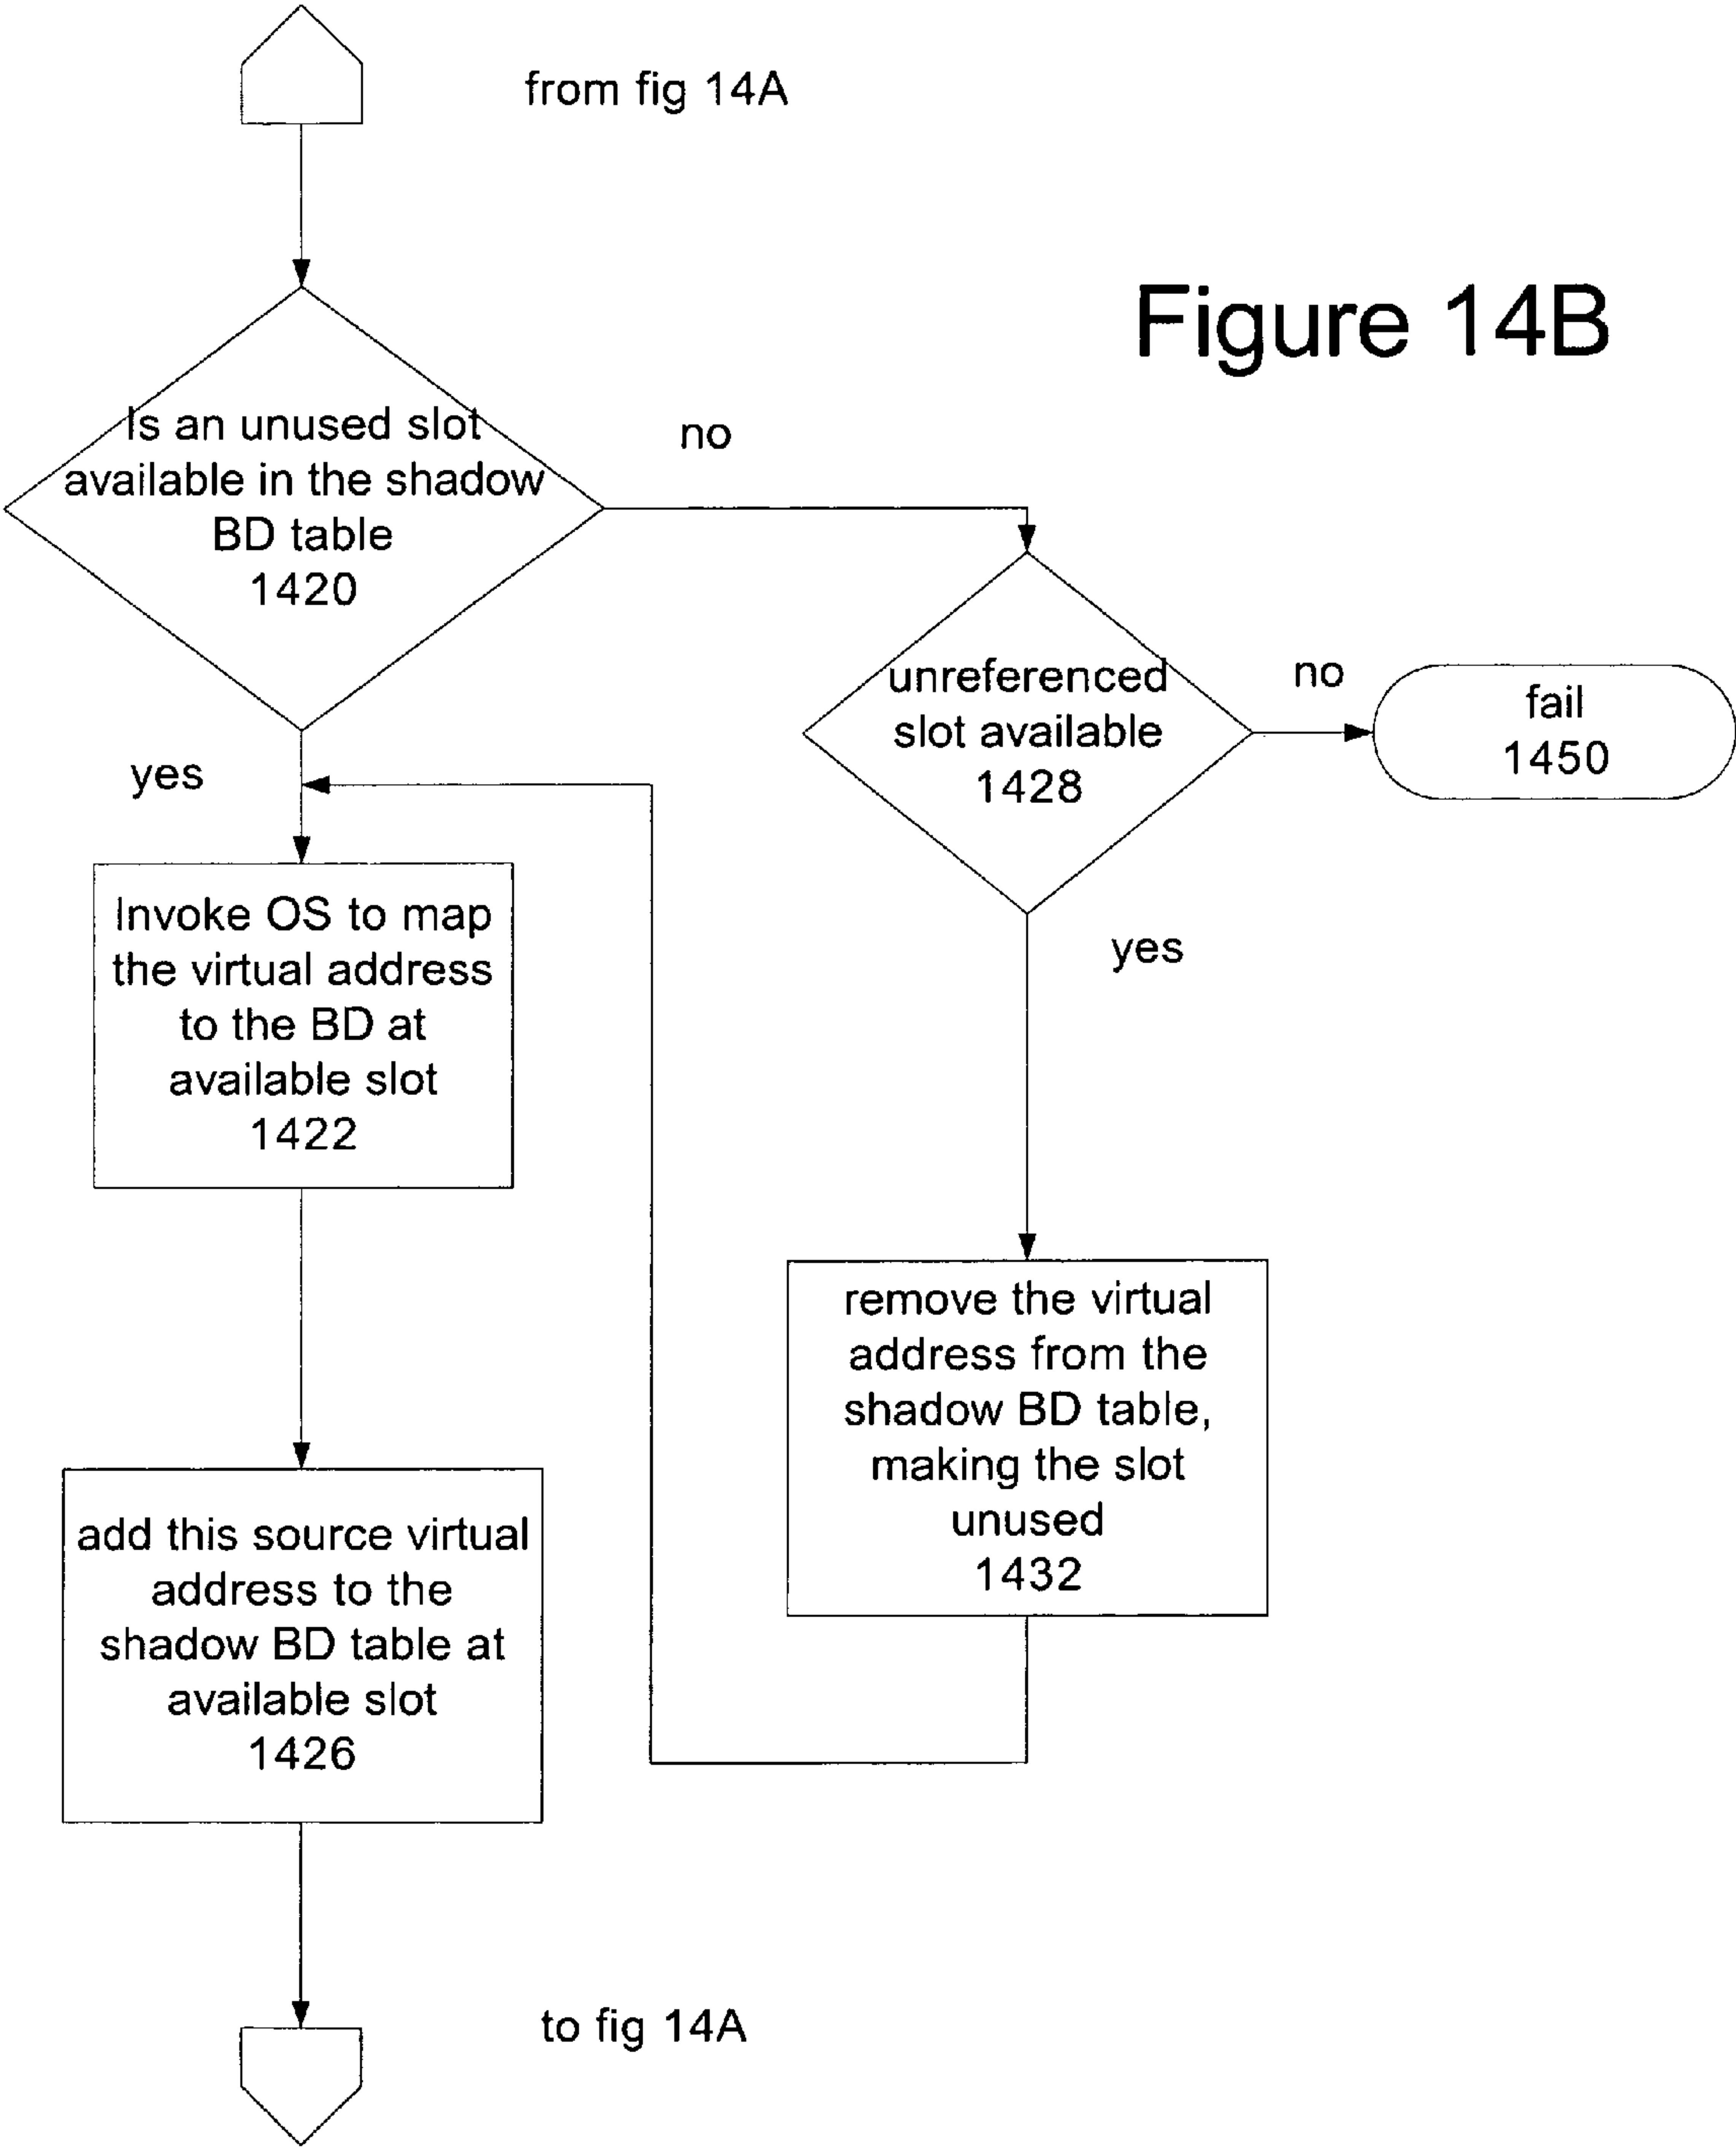 from fig 14A
Figure 14B
Is an unused slot
available in the shadow
BD table
1420
no
unreferenced
slot available
1428
no
fail
1450
yes
Invoke OS to map
the virtual address
to the BD at
available slot
1422
yes
remove the virtual
address from the
shadow BD table,
making the slot
unused
1432
add this source virtual
address to the
shadow BD table at
available slot
1426
to fig 14A